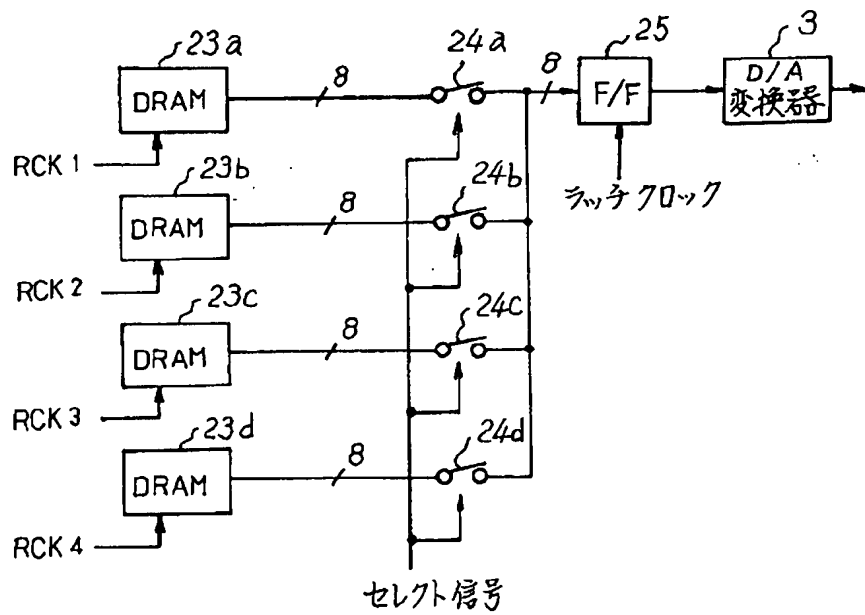 23a
DRAM
RCK 1
8
24a
8
25
F/F
ラッチクロック
3
D/A
変換器
23b
DRAM
RCK 2
8
24b
23c
DRAM
RCK 3
8
24c
23d
DRAM
RCK 4
8
24d
セレクト信号